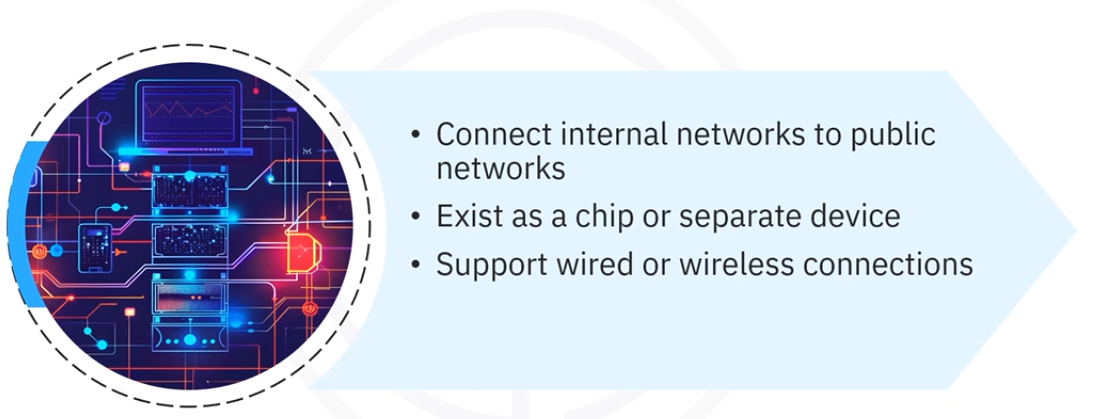 • Connect internal networks to public
networks
• Exist as a chip or separate device
• Support wired or wireless connections